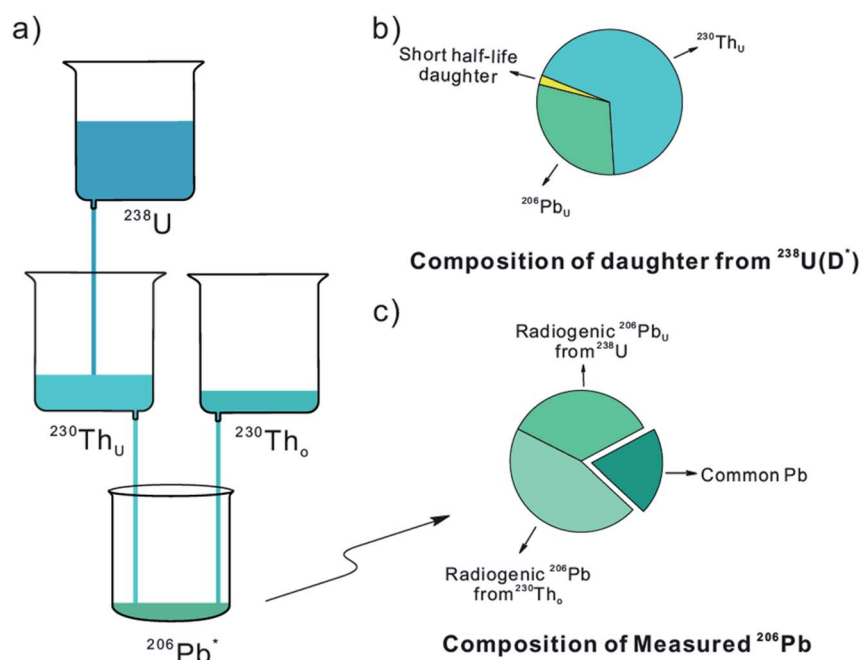 a)
²³⁸U
²³⁰Thᵤ
²³⁰Thₒ
²⁰⁶Pb*
b)
Short half-life
daughter
²³⁰Thᵤ
²⁰⁶Pbᵤ
Composition of daughter from ²³⁸U(D*)
c)
Radiogenic ²⁰⁶Pbᵤ
from ²³⁸U
Common Pb
Radiogenic ²⁰⁶Pb
from ²³⁰Thₒ
Composition of Measured ²⁰⁶Pb